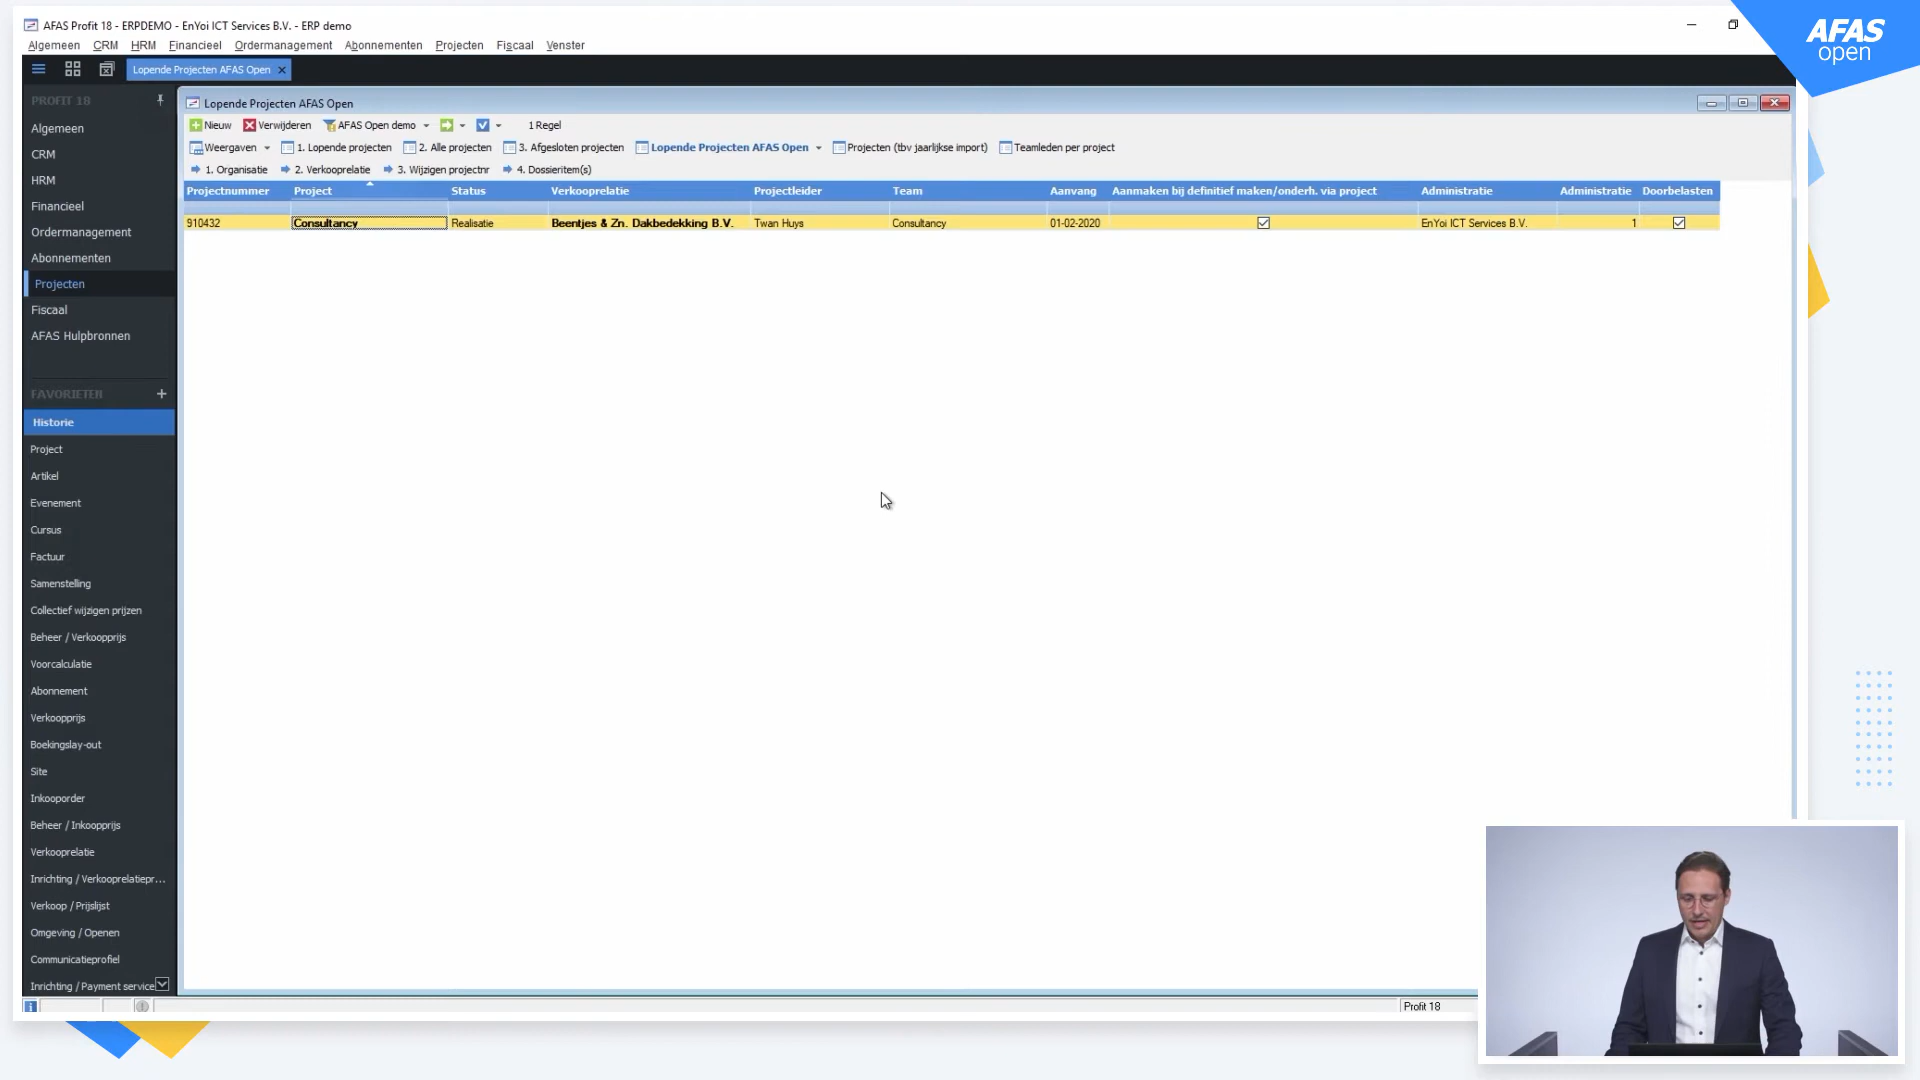 AFAS Profit 18 - ERPDEMO - EnYoi ICT Services B.V. - ERP demo
AFAS
open
Algemeen CRM HRM Financieel Ordermanagement Abonnementen Projecten Fiscaal Venster
Lopende Projecten AFAS Open
PROFIT 18
Algemeen
CRM
HRM
Financieel
Ordermanagement
Abonnementen
Projecten
Fiscaal
AFAS Hulpbronnen
FAVORIETEN
Historie
Project
Artikel
Evenement
Cursus
Factuur
Samenstelling
Collectief wijzigen prijzen
Beheer / Verkoopprijs
Voorcalculatie
Abonnement
Verkoopprijs
Boekingslay-out
Site
Inkooporder
Beheer / Inkoopprijs
Verkooprelatie
Inrichting / Verkooprelatiepr...
Verkoop / Prijslijst
Omgeving / Openen
Communicatieprofiel
Inrichting / Payment service
Lopende Projecten AFAS Open
Nieuw Verwijderen AFAS Open demo 1 Regel
Weergaven 1. Lopende projecten 2. Alle projecten 3. Afgesloten projecten Lopende Projecten AFAS Open Projecten (tbv jaarlijkse import) Teamleden per project
1. Organisatie 2. Verkooprelatie 3. Wijzigen projectnr 4. Dossieritem(s)
Projectnummer Project Status Verkooprelatie Projectleider Team Aanvang Aanmaken bij definitief maken/onderh. via project Administratie Administratie Doorbelasten
910432 Consultancy Realisatie Beentjes & Zn. Dakbedekking B.V. Twan Huys Consultancy 01-02-2020 EnYoi ICT Services B.V. 1
Profit 18